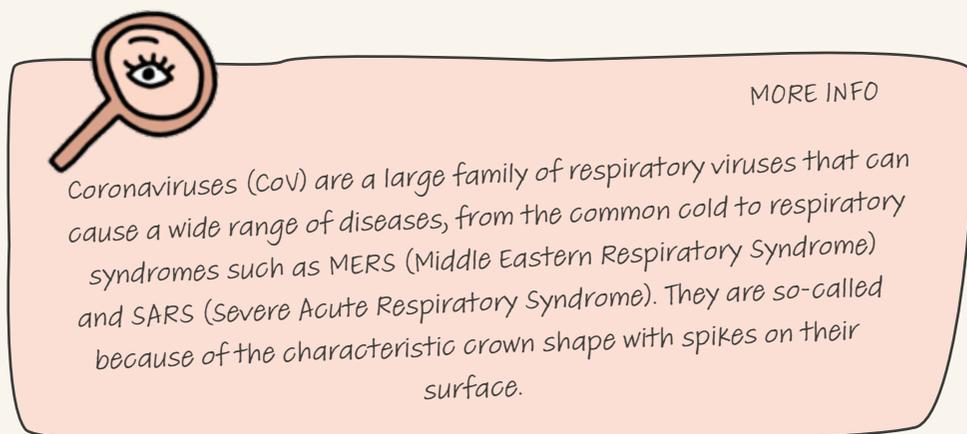 MORE INFO
Coronaviruses (CoV) are a large family of respiratory viruses that can
cause a wide range of diseases, from the common cold to respiratory
syndromes such as MERS (Middle Eastern Respiratory Syndrome)
and SARS (Severe Acute Respiratory Syndrome). They are so-called
because of the characteristic crown shape with spikes on their
surface.